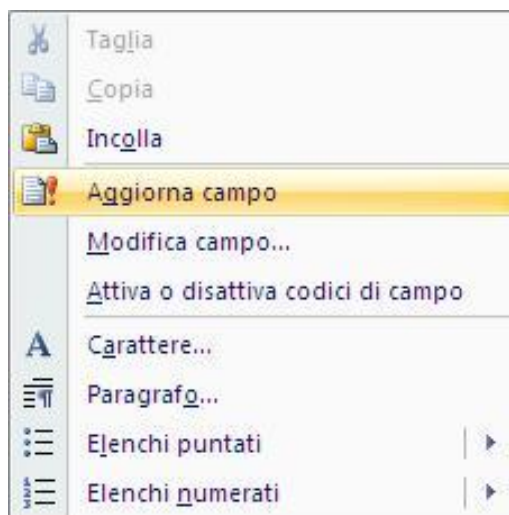 Taglia
Copia
Incolla
Aggiorna campo
Modifica campo...
Attiva o disattiva codici di campo
Carattere...
Paragrafo...
Elenchi puntati
Elenchi numerati